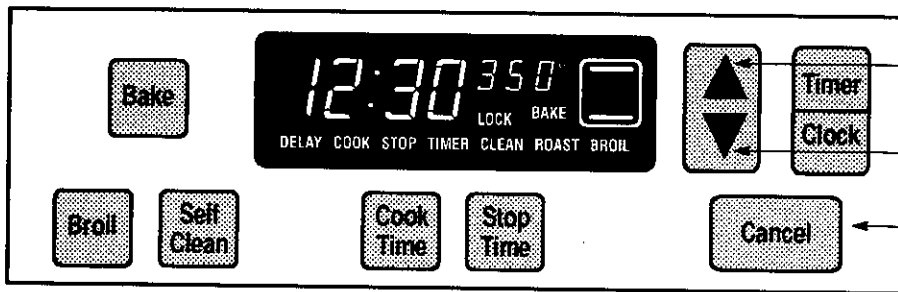 Bake
12:30 350°
LOCK BAKE
DELAY COOK STOP TIMER CLEAN ROAST BROIL
Timer
Clock
Broil
Self
Clean
Cook
Time
Stop
Time
Cancel